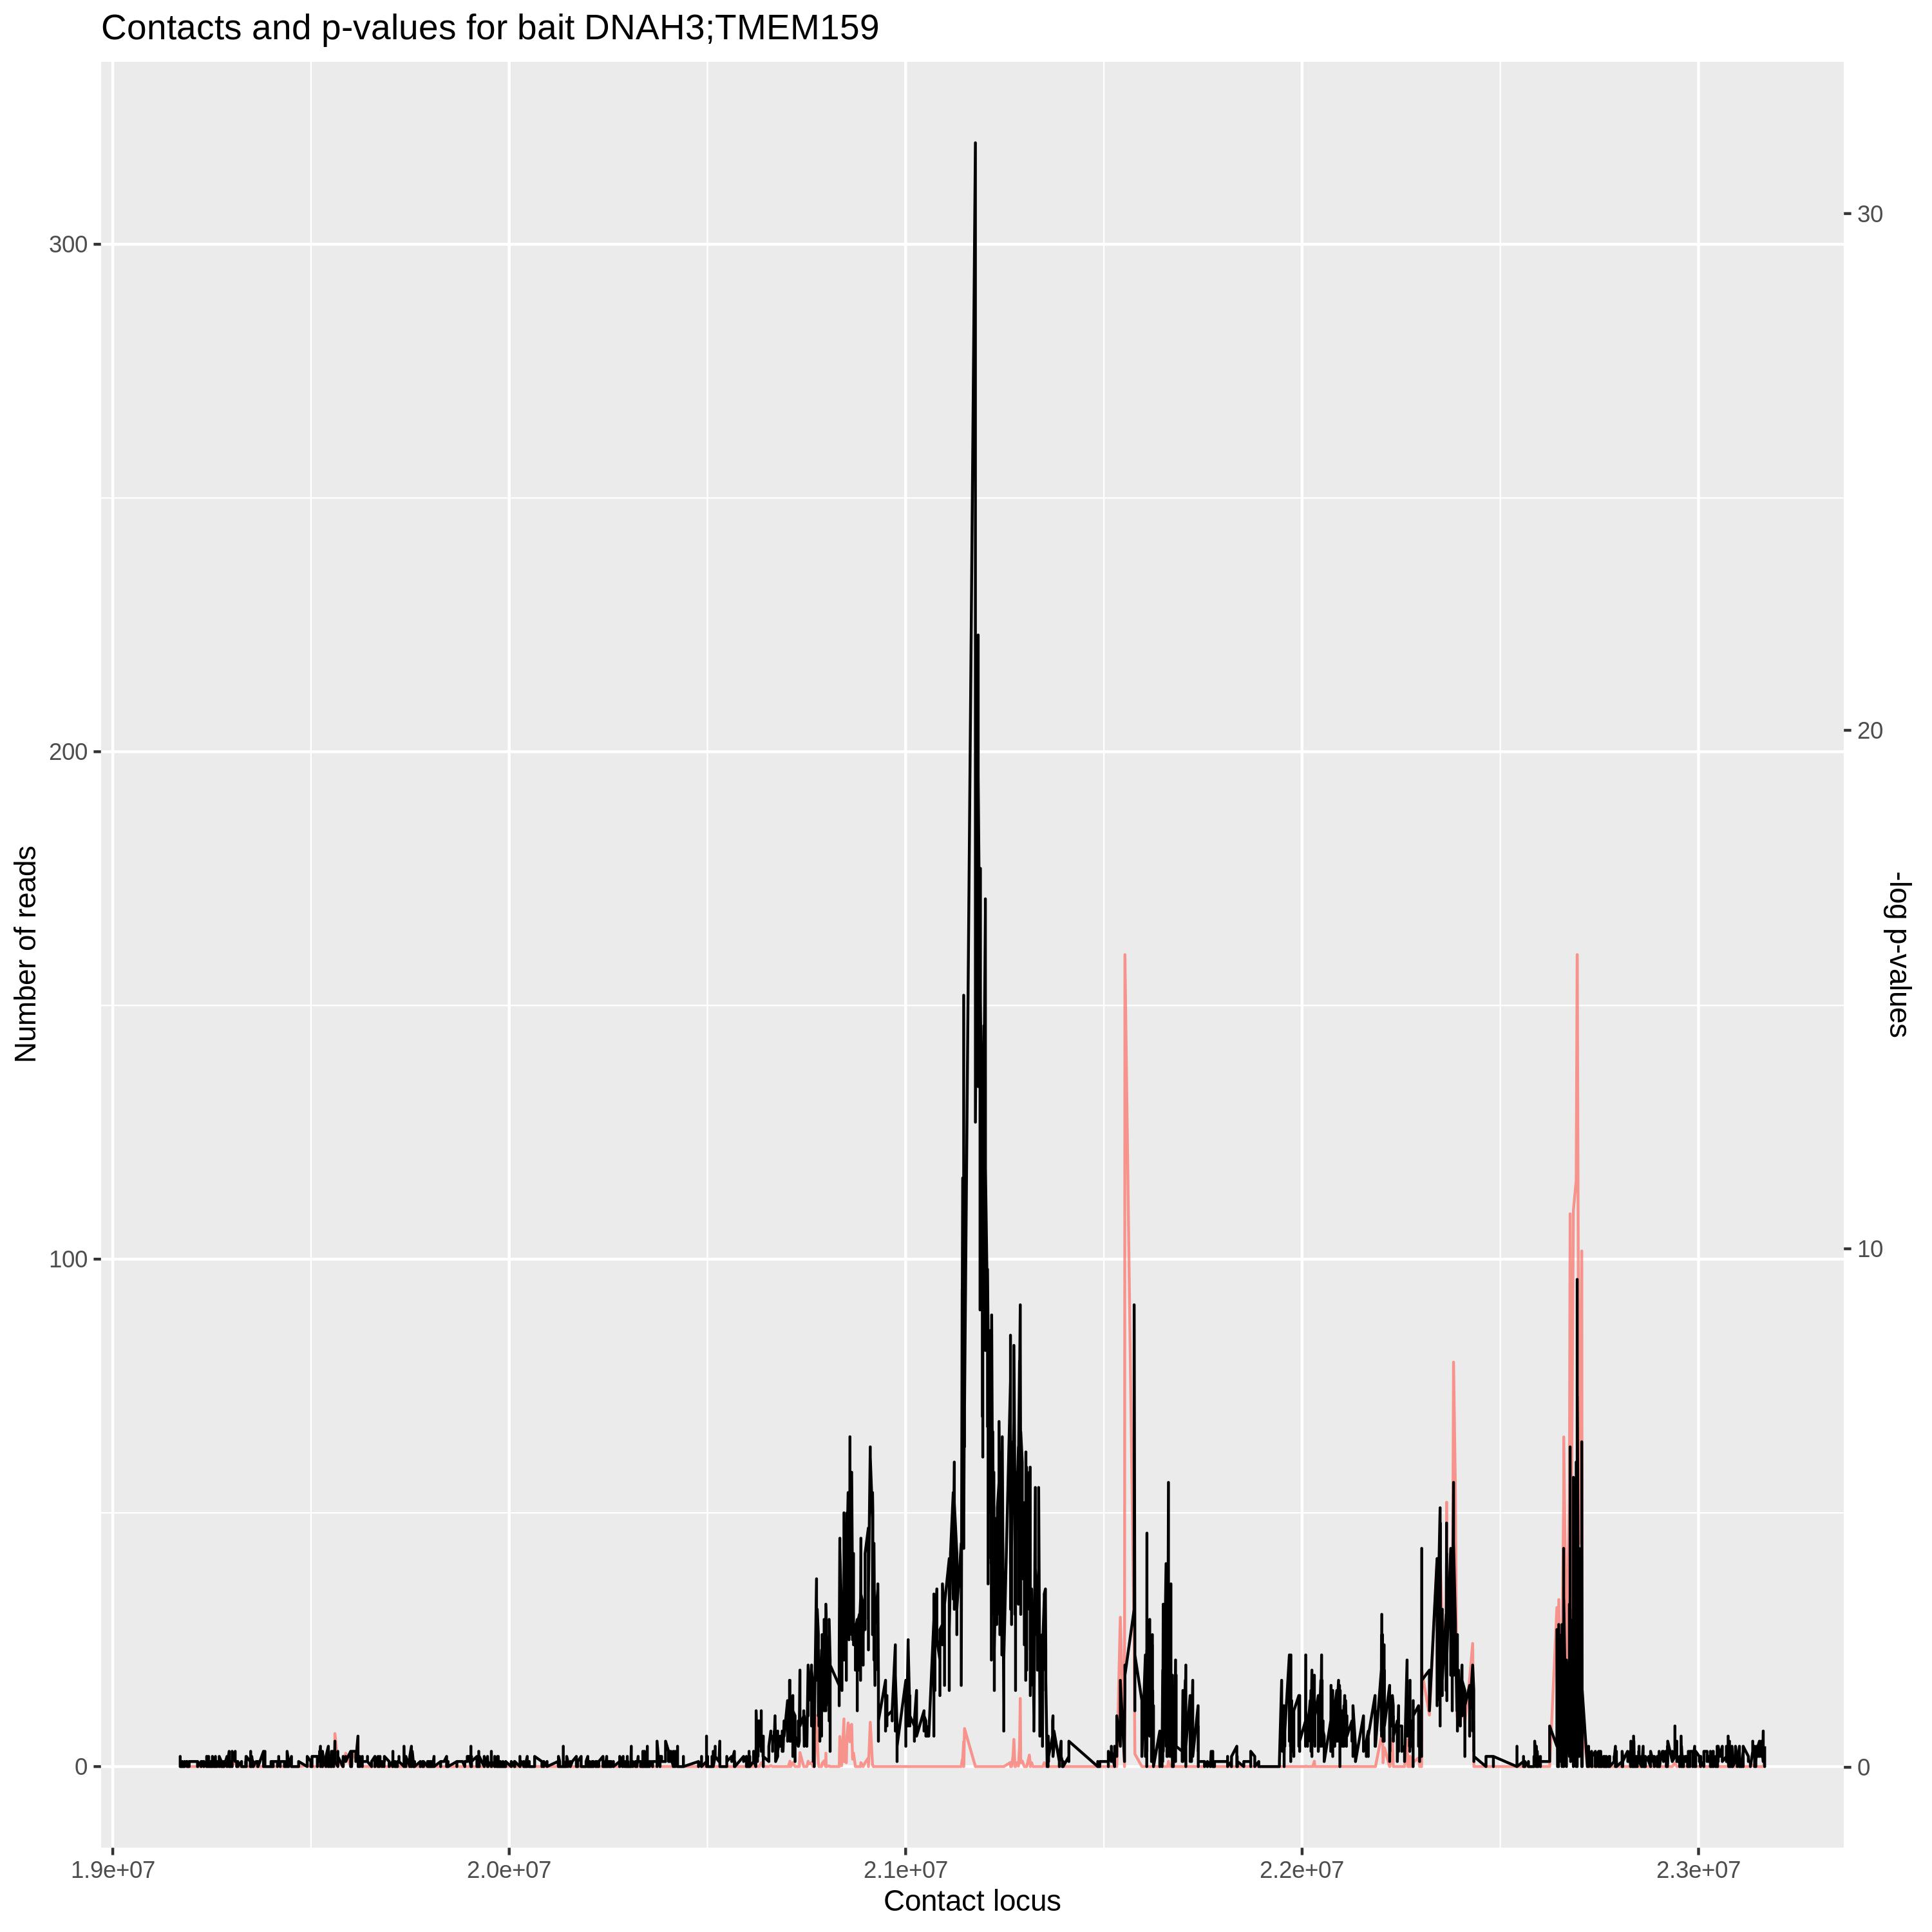 Contacts and p-values for bait DNAH3;TMEM159
300
200
100
0
Number of reads
30
20
10
0
-log p-values
1.9e+07 2.0e+07 2.1e+07 2.2e+07 2.3e+07
Contact locus